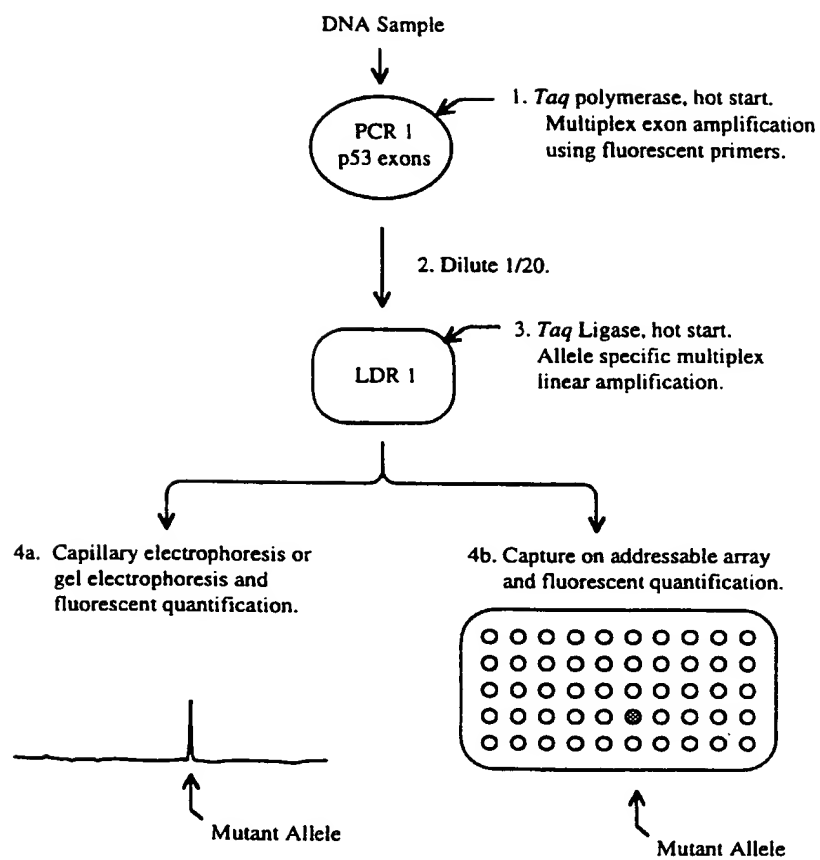 DNA Sample
PCR 1
p53 exons
1. Taq polymerase, hot start.
Multiplex exon amplification
using fluorescent primers.
2. Dilute 1/20.
LDR 1
3. Taq Ligase, hot start.
Allele specific multiplex
linear amplification.
4a. Capillary electrophoresis or
gel electrophoresis and
fluorescent quantification.
4b. Capture on addressable array
and fluorescent quantification.
Mutant Allele
Mutant Allele